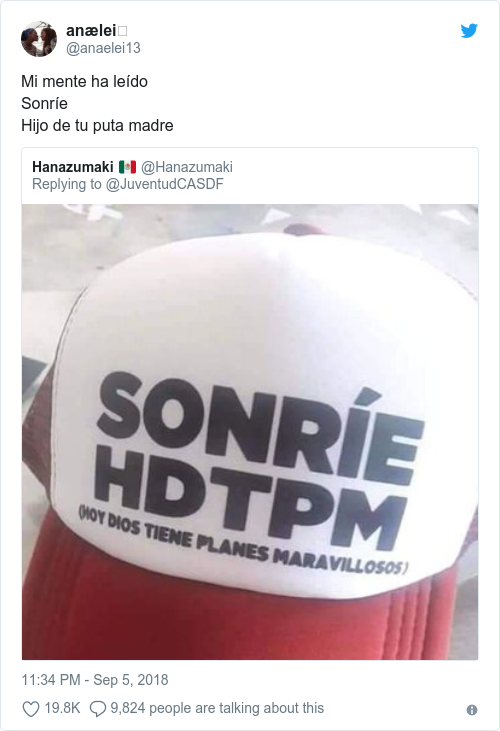 anælei
@anaelei13
Mi mente ha leído
Sonríe
Hijo de tu puta madre
Hanazumaki 🇲🇽 @Hanazumaki
Replying to @JuventudCASDF
SONRÍE
HDTPM
(HOY DIOS TIENE PLANES MARAVILLOSOS)
11:34 PM - Sep 5, 2018
19.8K 9,824 people are talking about this